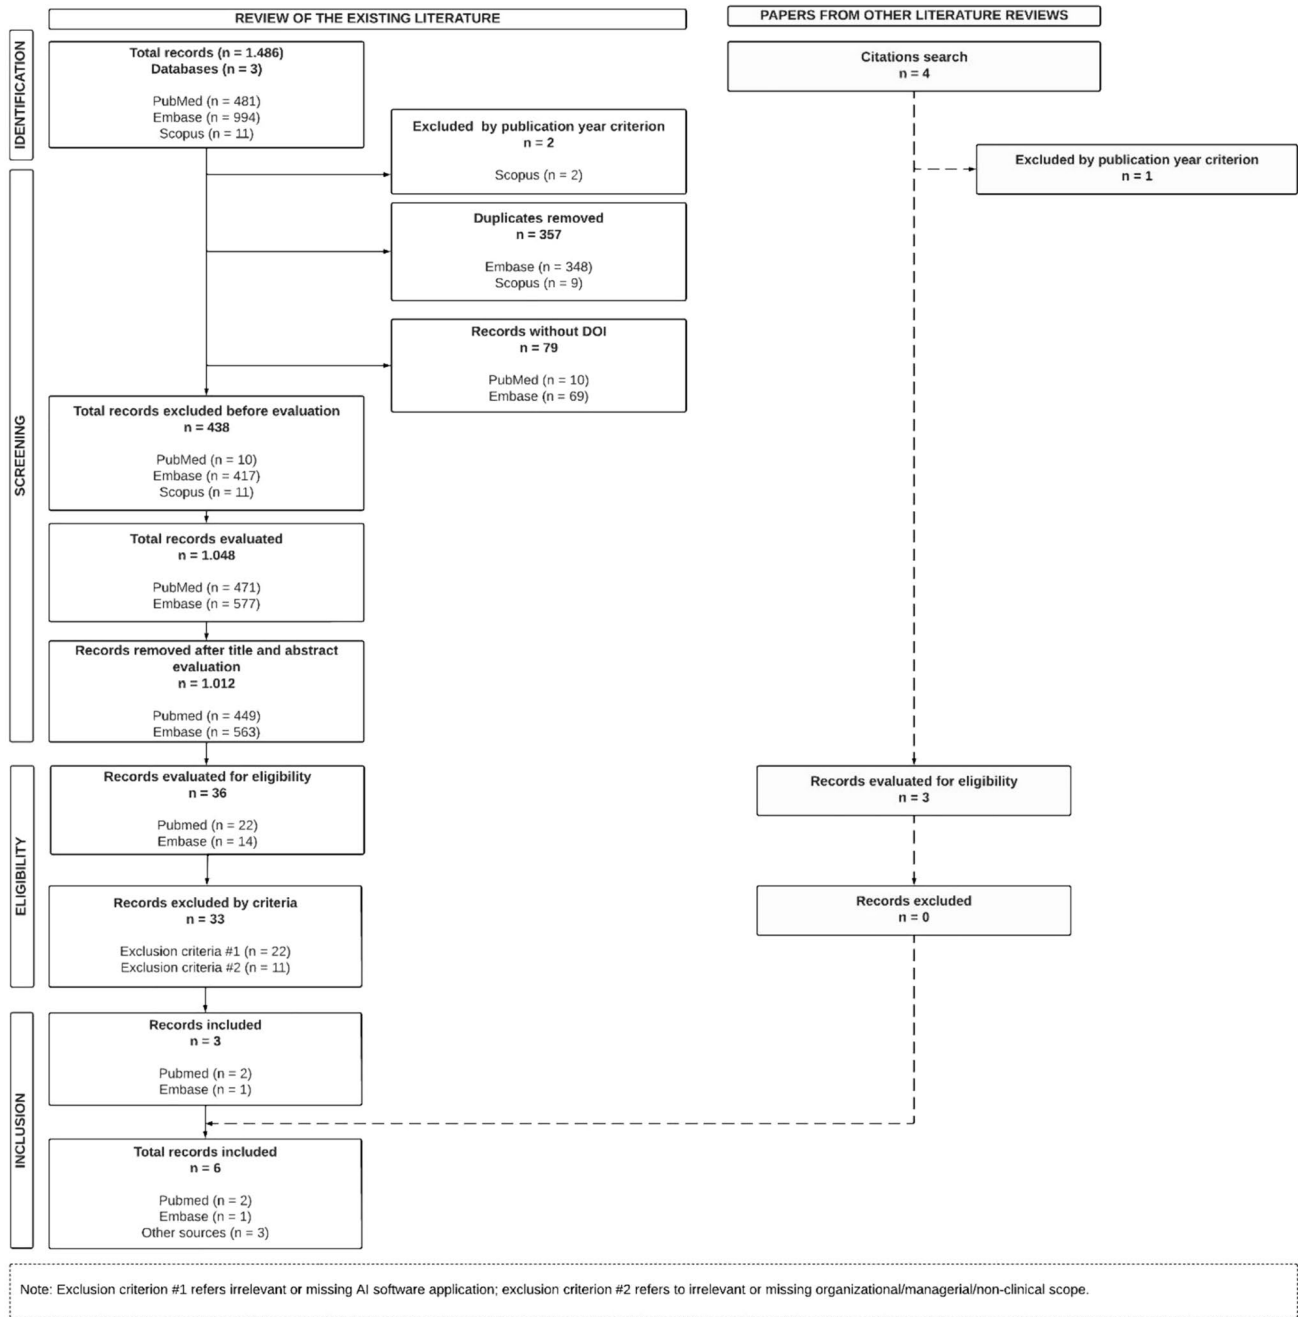 REVIEW OF THE EXISTING LITERATURE
PAPERS FROM OTHER LITERATURE REVIEWS
IDENTIFICATION
Total records (n = 1.486)
Databases (n = 3)
PubMed (n = 481)
Embase (n = 994)
Scopus (n = 11)
Citations search
n = 4
Excluded by publication year criterion
n = 2
Scopus (n = 2)
Excluded by publication year criterion
n = 1
SCREENING
Duplicates removed
n = 357
Embase (n = 348)
Scopus (n = 9)
Records without DOI
n = 79
PubMed (n = 10)
Embase (n = 69)
Total records excluded before evaluation
n = 438
PubMed (n = 10)
Embase (n = 417)
Scopus (n = 11)
Total records evaluated
n = 1.048
PubMed (n = 471)
Embase (n = 577)
Records removed after title and abstract
evaluation
n = 1.012
Pubmed (n = 449)
Embase (n = 563)
ELIGIBILITY
Records evaluated for eligibility
n = 36
Pubmed (n = 22)
Embase (n = 14)
Records evaluated for eligibility
n = 3
Records excluded by criteria
n = 33
Exclusion criteria #1 (n = 22)
Exclusion criteria #2 (n = 11)
Records excluded
n = 0
INCLUSION
Records included
n = 3
Pubmed (n = 2)
Embase (n = 1)
Total records included
n = 6
Pubmed (n = 2)
Embase (n = 1)
Other sources (n = 3)
Note: Exclusion criterion #1 refers irrelevant or missing AI software application; exclusion criterion #2 refers to irrelevant or missing organizational/managerial/non-clinical scope.